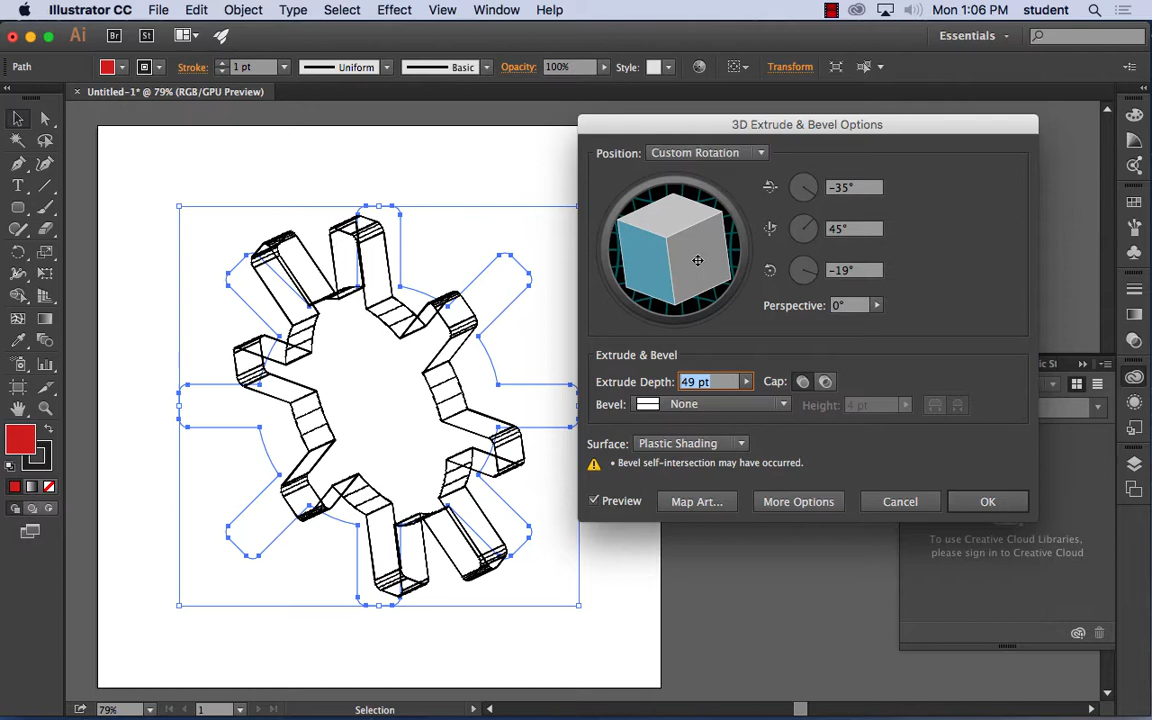 Illustrator CC File Edit Object Type Select Effect View Window Help Mon 1:06 PM student
Ai Br St Essentials
Path Stroke: 1 pt Uniform Basic Opacity: 100% Style: Transform
× Untitled-1* @ 79% (RGB/GPU Preview)
3D Extrude & Bevel Options
Position: Custom Rotation
-35°
45°
-19°
Perspective: 0°
Extrude & Bevel
Extrude Depth: 49 pt Cap:
Bevel: None Height: 4 pt
Surface: Plastic Shading
• Bevel self-intersection may have occurred.
Preview Map Art... More Options Cancel OK
To use Creative Cloud Libraries,
please sign in to Creative Cloud
79% 1 Selection